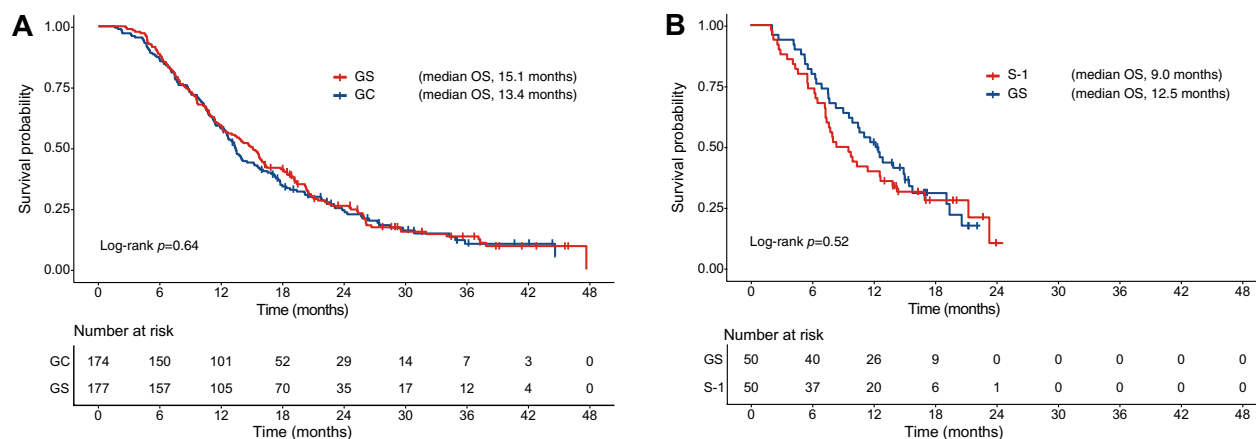 A
1.00
0.75
0.50
0.25
0.00
Survival probability
GS (median OS, 15.1 months)
GC (median OS, 13.4 months)
Log-rank p=0.64
0 6 12 18 24 30 36 42 48
Time (months)
Number at risk
GC 174 150 101 52 29 14 7 3 0
GS 177 157 105 70 35 17 12 4 0
0 6 12 18 24 30 36 42 48
Time (months)
B
1.00
0.75
0.50
0.25
0.00
Survival probability
S-1 (median OS, 9.0 months)
GS (median OS, 12.5 months)
Log-rank p=0.52
0 6 12 18 24 30 36 42 48
Time (months)
Number at risk
GS 50 40 26 9 0 0 0 0 0
S-1 50 37 20 6 1 0 0 0 0
0 6 12 18 24 30 36 42 48
Time (months)